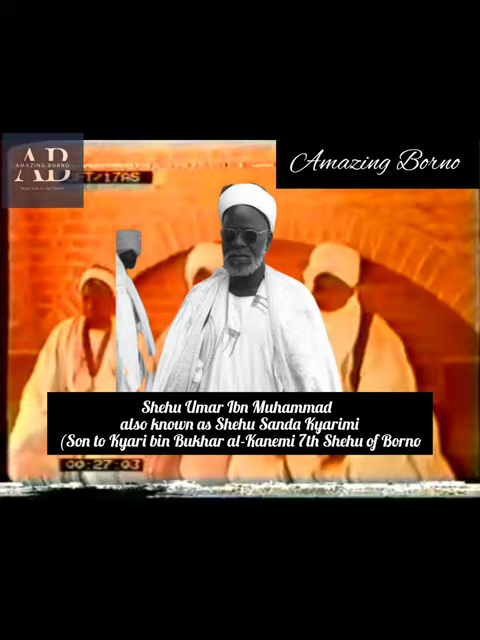 AB
AMAZING BORNO
Amazing Borno
Shehu Umar Ibn Muhammad
also known as Shehu Sanda Kyarimi
(Son to Kyari bin Bukhar al-Kanemi 7th Shehu of Borno
00:27:03